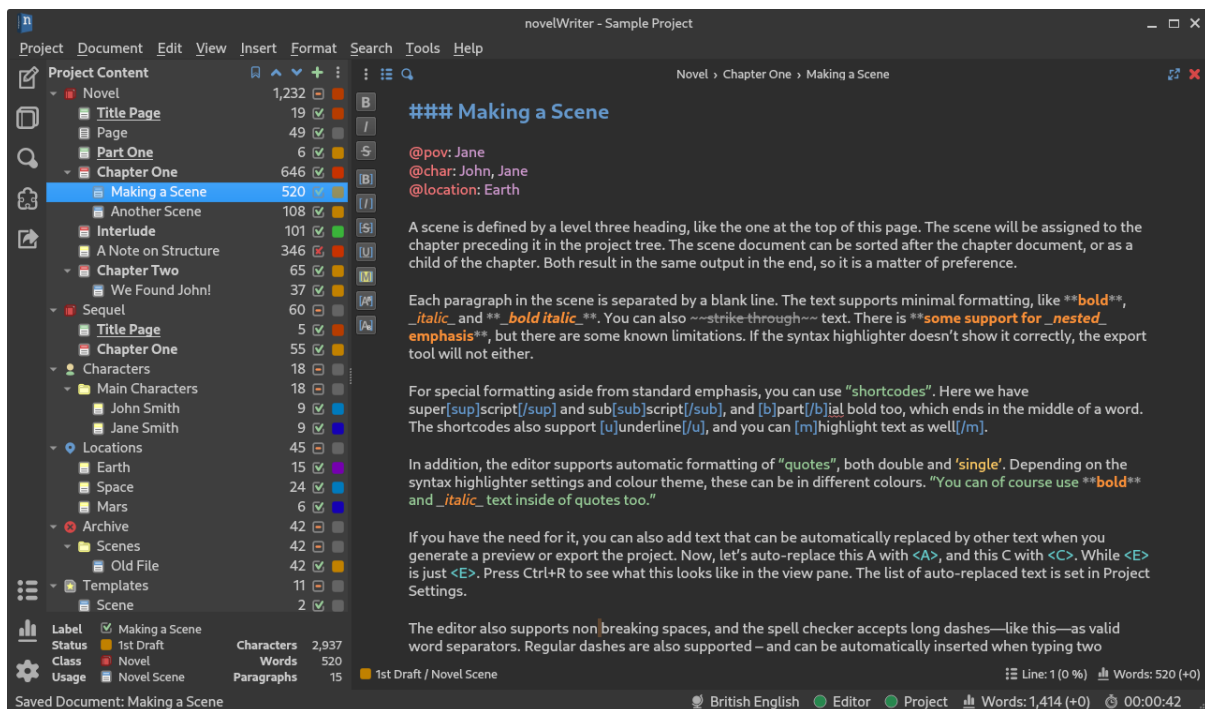 novelWriter - Sample Project
Project Document Edit View Insert Format Search Tools Help
Project Content
Novel 1,232
Title Page 19
Page 49
Part One 6
Chapter One 646
Making a Scene 520
Another Scene 108
Interlude 101
A Note on Structure 346
Chapter Two 65
We Found John! 37
Sequel 60
Title Page 5
Chapter One 55
Characters 18
Main Characters 18
John Smith 9
Jane Smith 9
Locations 45
Earth 15
Space 24
Mars 6
Archive 42
Scenes 42
Old File 42
Templates 11
Scene 2
Label Making a Scene
Status 1st Draft Characters 2,937
Class Novel Words 520
Usage Novel Scene Paragraphs 15
Novel › Chapter One › Making a Scene
B
I
S
[B]
[I]
[S]
[U]
[M]
### Making a Scene
@pov: Jane
@char: John, Jane
@location: Earth
A scene is defined by a level three heading, like the one at the top of this page. The scene will be assigned to the
chapter preceding it in the project tree. The scene document can be sorted after the chapter document, or as a
child of the chapter. Both result in the same output in the end, so it is a matter of preference.
Each paragraph in the scene is separated by a blank line. The text supports minimal formatting, like **bold**,
_italic_ and **_bold italic_**. You can also ~~strike through~~ text. There is **some support for _nested_
emphasis**, but there are some known limitations. If the syntax highlighter doesn’t show it correctly, the export
tool will not either.
For special formatting aside from standard emphasis, you can use “shortcodes”. Here we have
super[sup]script[/sup] and sub[sub]script[/sub], and [b]part[/b]ial bold too, which ends in the middle of a word.
The shortcodes also support [u]underline[/u], and you can [m]highlight text as well[/m].
In addition, the editor supports automatic formatting of “quotes”, both double and ‘single’. Depending on the
syntax highlighter settings and colour theme, these can be in different colours. “You can of course use **bold**
and _italic_ text inside of quotes too.”
If you have the need for it, you can also add text that can be automatically replaced by other text when you
generate a preview or export the project. Now, let’s auto-replace this A with <A>, and this C with <C>. While <E>
is just <E>. Press Ctrl+R to see what this looks like in the view pane. The list of auto-replaced text is set in Project
Settings.
The editor also supports non breaking spaces, and the spell checker accepts long dashes—like this—as valid
word separators. Regular dashes are also supported – and can be automatically inserted when typing two
1st Draft / Novel Scene Line: 1 (0 %) Words: 520 (+0)
Saved Document: Making a Scene British English Editor Project Words: 1,414 (+0) 00:00:42